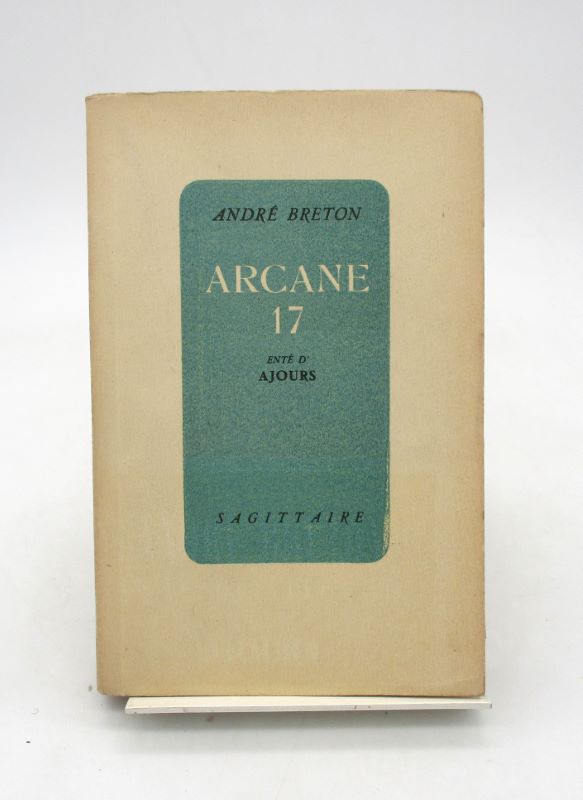 ANDRÉ BRETON
ARCANE
17
ENTÉ D'
AJOURS
SAGITTAIRE